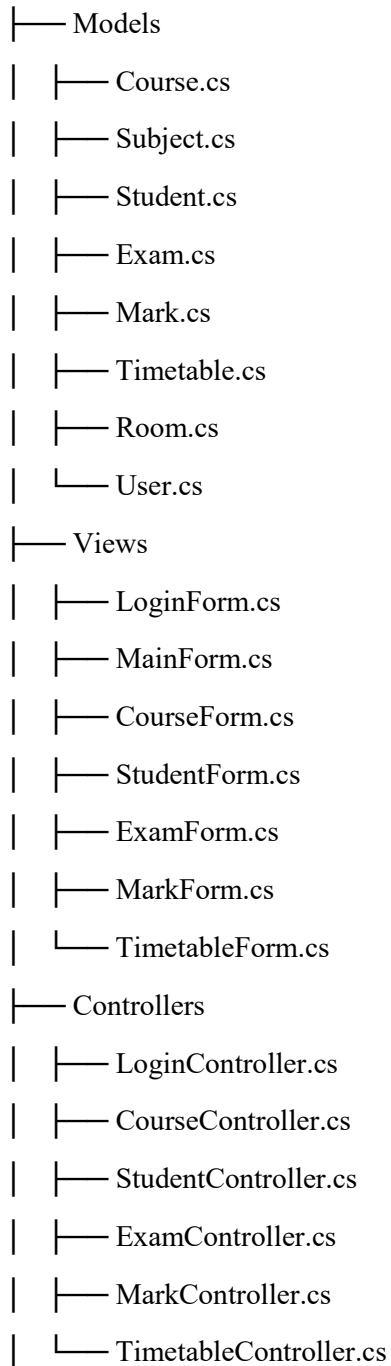 ├── Models
│   ├── Course.cs
│   ├── Subject.cs
│   ├── Student.cs
│   ├── Exam.cs
│   ├── Mark.cs
│   ├── Timetable.cs
│   ├── Room.cs
│   └── User.cs
├── Views
│   ├── LoginForm.cs
│   ├── MainForm.cs
│   ├── CourseForm.cs
│   ├── StudentForm.cs
│   ├── ExamForm.cs
│   ├── MarkForm.cs
│   └── TimetableForm.cs
├── Controllers
│   ├── LoginController.cs
│   ├── CourseController.cs
│   ├── StudentController.cs
│   ├── ExamController.cs
│   ├── MarkController.cs
│   └── TimetableController.cs